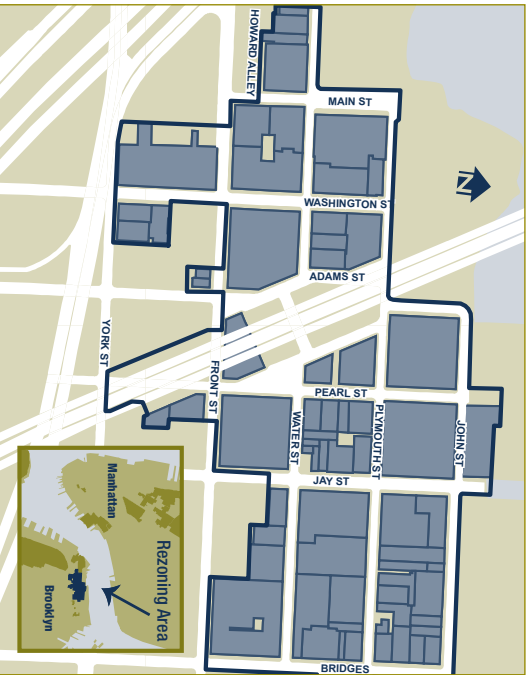 HOWARD ALLEY
MAIN ST
N
WASHINGTON ST
ADAMS ST
YORK ST
FRONT ST
PEARL ST
WATER ST
PLYMOUTH ST
JOHN ST
JAY ST
Manhattan
Rezoning Area
Brooklyn
BRIDGES